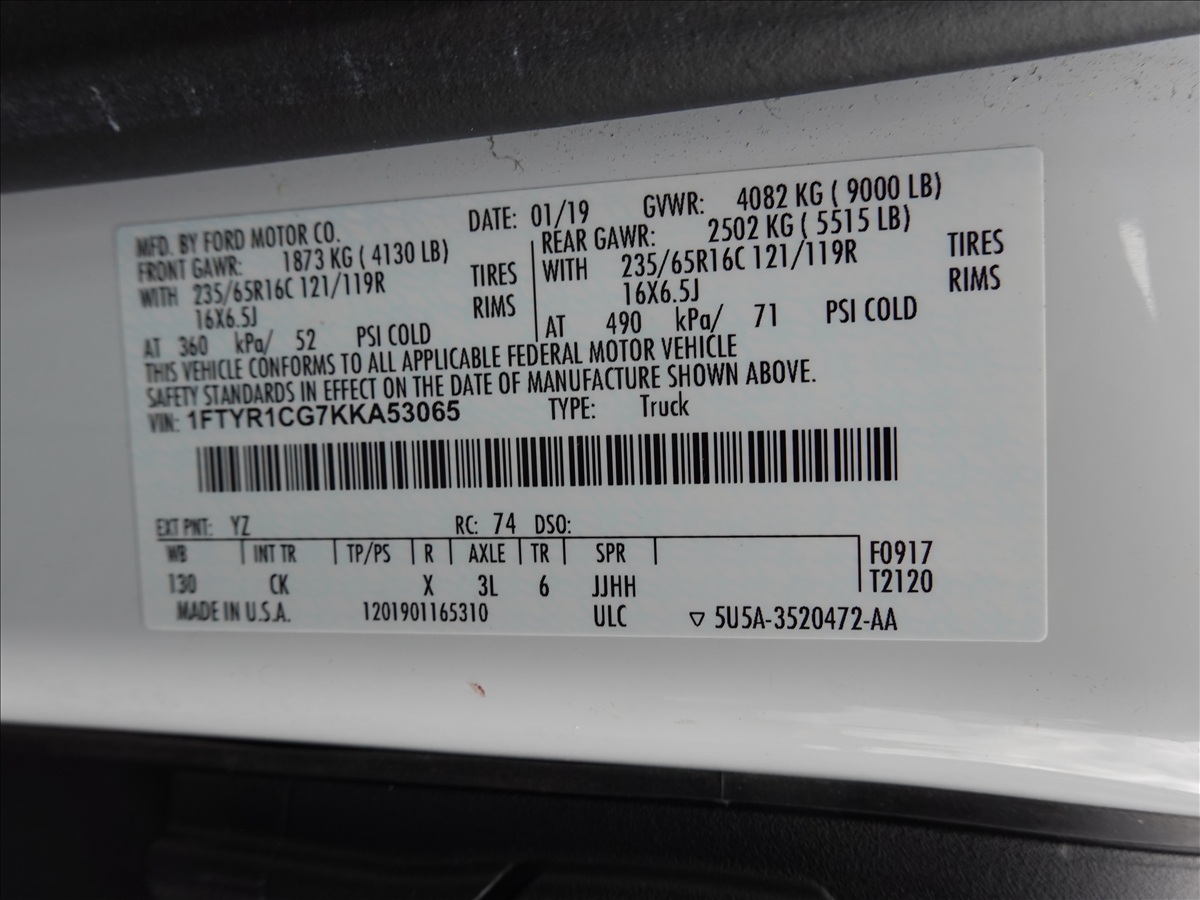 MFD. BY FORD MOTOR CO. DATE: 01/19 GVWR: 4082 KG ( 9000 LB)
FRONT GAWR: 1873 KG ( 4130 LB) REAR GAWR: 2502 KG ( 5515 LB)
WITH 235/65R16C 121/119R TIRES WITH 235/65R16C 121/119R TIRES
16X6.5J RIMS 16X6.5J RIMS
AT 360 kPa/ 52 PSI COLD AT 490 kPa/ 71 PSI COLD
THIS VEHICLE CONFORMS TO ALL APPLICABLE FEDERAL MOTOR VEHICLE
SAFETY STANDARDS IN EFFECT ON THE DATE OF MANUFACTURE SHOWN ABOVE.
VIN: 1FTYR1CG7KKA53065 TYPE: Truck
EXT PNT: YZ RC: 74 DSO:
WB INT TR TP/PS R AXLE TR SPR F0917
130 CK X 3L 6 JJHH T2120
MADE IN U.S.A. 1201901165310 ULC ▽ 5U5A-3520472-AA